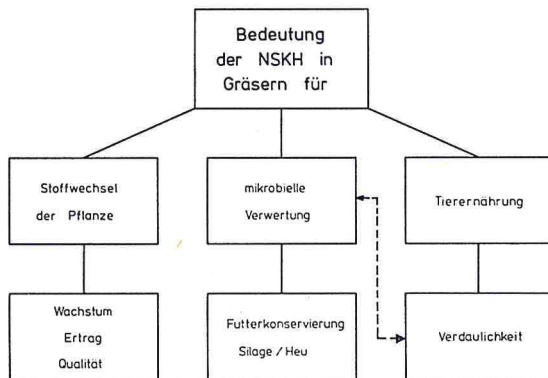 Bedeutung
der NSKH in
Gräsern für
Stoffwechsel
der Pflanze
mikrobielle
Verwertung
Tierernährung
Wachstum
Ertrag
Qualität
Futterkonservierung
Silage / Heu
Verdaulichkeit